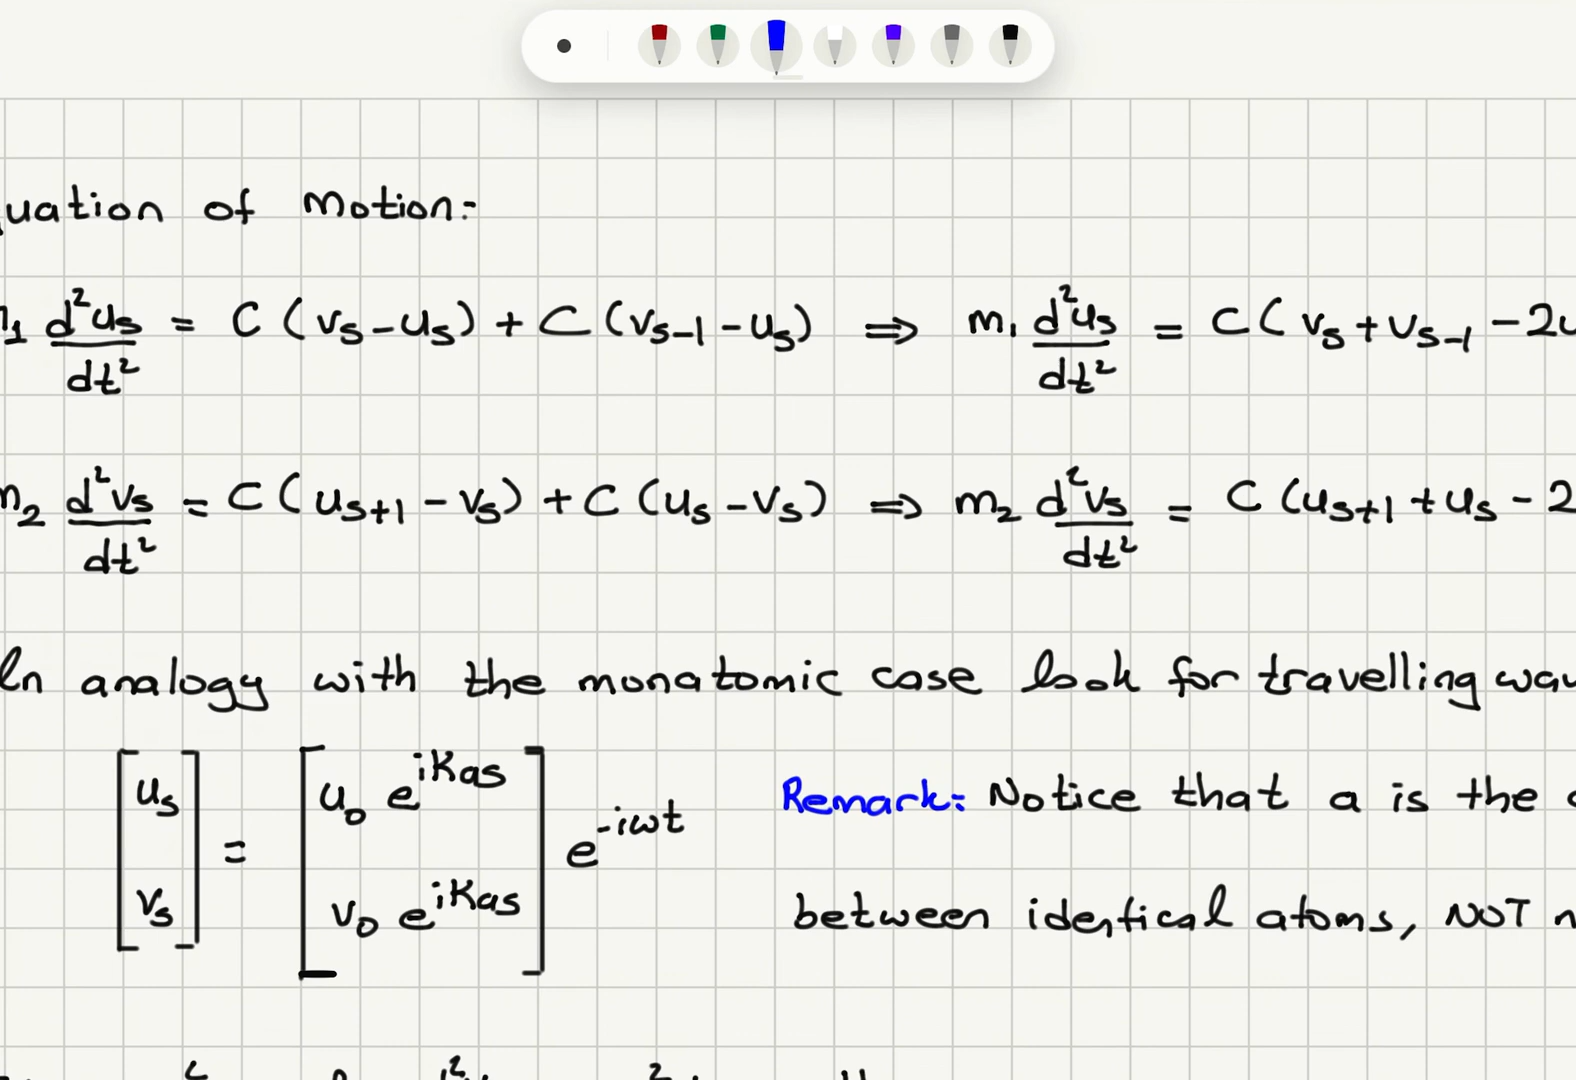 uation of motion:-
m₁ d²uₛ/dt² = C(vₛ-uₛ) + C(vₛ₋₁-uₛ) ⇒ m₁ d²uₛ/dt² = C(vₛ+vₛ₋₁-2u
m₂ d²vₛ/dt² = C(uₛ₊₁-vₛ) + C(uₛ-vₛ) ⇒ m₂ d²vₛ/dt² = C(uₛ₊₁+uₛ-2
In analogy with the monatomic case look for travelling wav
[uₛ; vₛ] = [u₀ e^{iKas}; v₀ e^{iKas}] e^{-iωt}
Remark: Notice that a is the
between identical atoms, NOT n